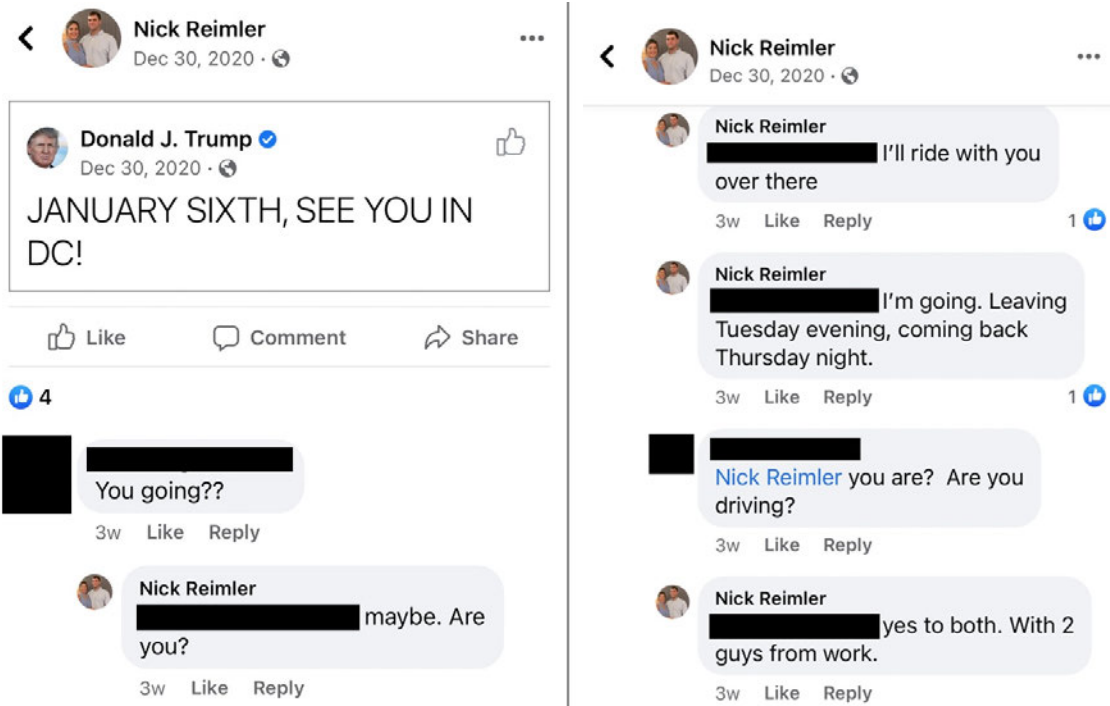 Nick Reimler
Dec 30, 2020 ·
Donald J. Trump
Dec 30, 2020 ·
JANUARY SIXTH, SEE YOU IN
DC!
Like Comment Share
4
You going??
3w Like Reply
Nick Reimler
maybe. Are
you?
3w Like Reply
Nick Reimler
Dec 30, 2020 ·
Nick Reimler
I'll ride with you
over there
3w Like Reply 1
Nick Reimler
I'm going. Leaving
Tuesday evening, coming back
Thursday night.
3w Like Reply 1
Nick Reimler you are? Are you
driving?
3w Like Reply
Nick Reimler
yes to both. With 2
guys from work.
3w Like Reply